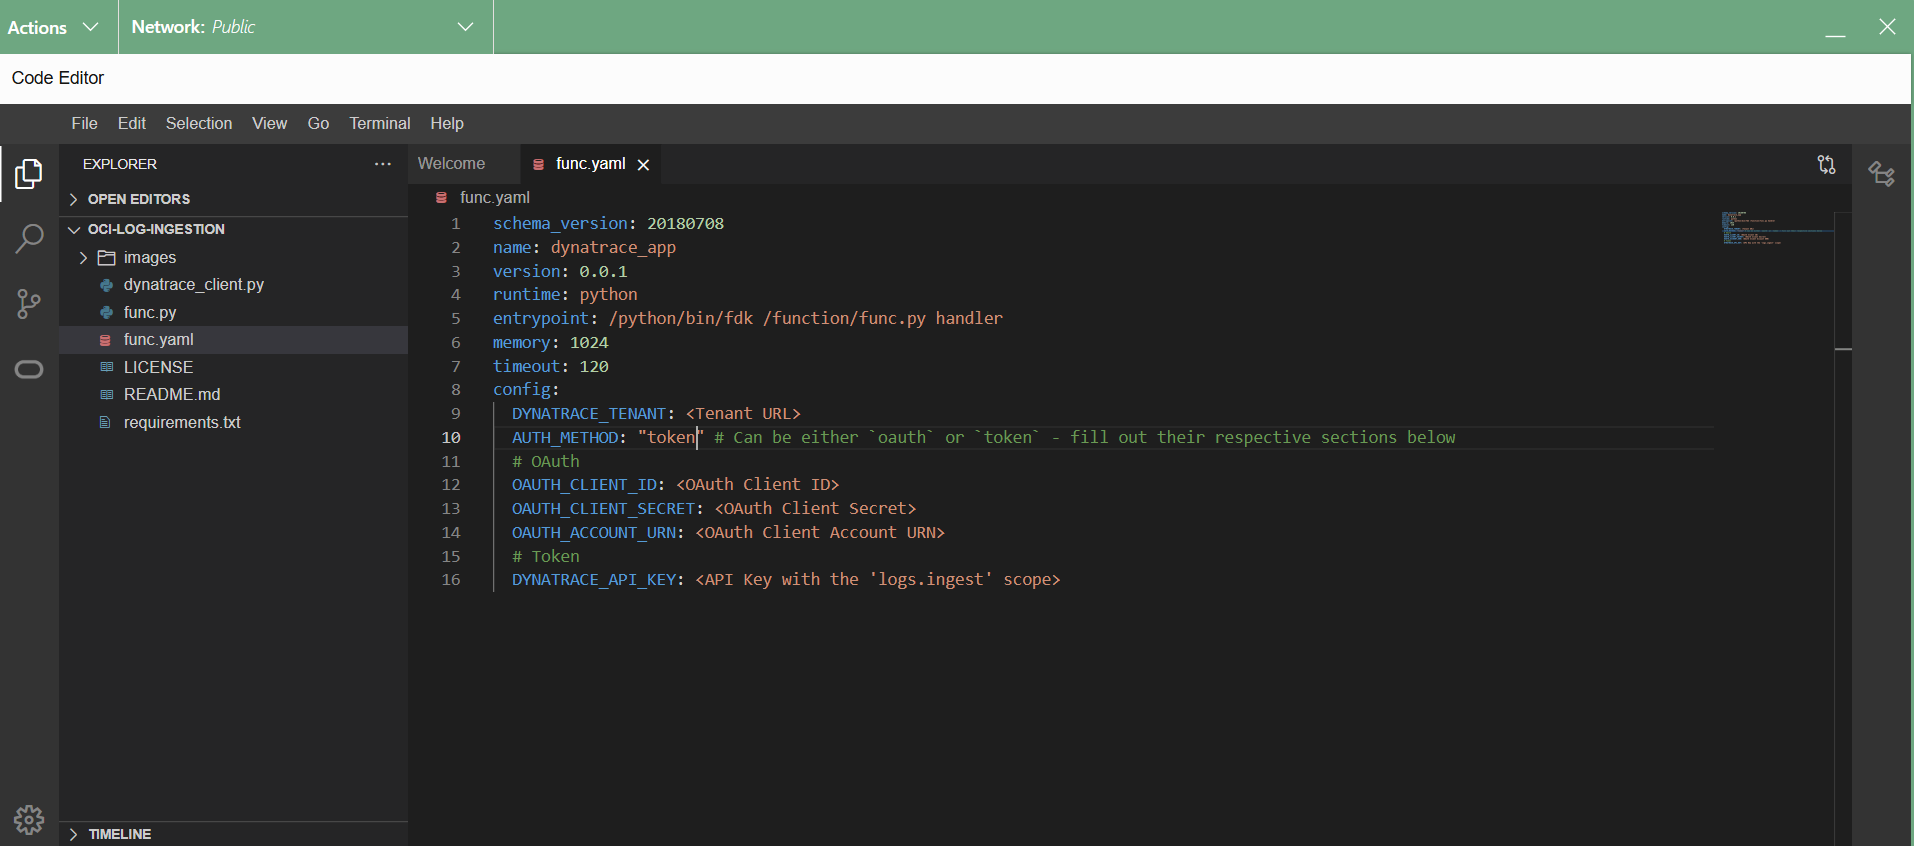 Actions
Network: Public
Code Editor
File Edit Selection View Go Terminal Help
EXPLORER
OPEN EDITORS
OCI-LOG-INGESTION
images
dynatrace_client.py
func.py
func.yaml
LICENSE
README.md
requirements.txt
TIMELINE
Welcome
func.yaml
func.yaml
1 schema_version: 20180708
2 name: dynatrace_app
3 version: 0.0.1
4 runtime: python
5 entrypoint: /python/bin/fdk /function/func.py handler
6 memory: 1024
7 timeout: 120
8 config:
9 DYNATRACE_TENANT: <Tenant URL>
10 AUTH_METHOD: "token" # Can be either `oauth` or `token` - fill out their respective sections below
11 # OAuth
12 OAUTH_CLIENT_ID: <OAuth Client ID>
13 OAUTH_CLIENT_SECRET: <OAuth Client Secret>
14 OAUTH_ACCOUNT_URN: <OAuth Client Account URN>
15 # Token
16 DYNATRACE_API_KEY: <API Key with the 'logs.ingest' scope>